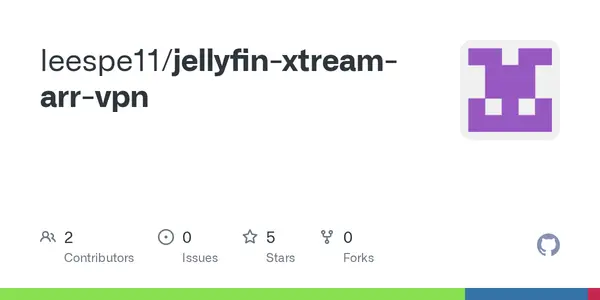 leespe11/jellyfin-xtream-
arr-vpn
2 0 5 0
Contributors Issues Stars Forks